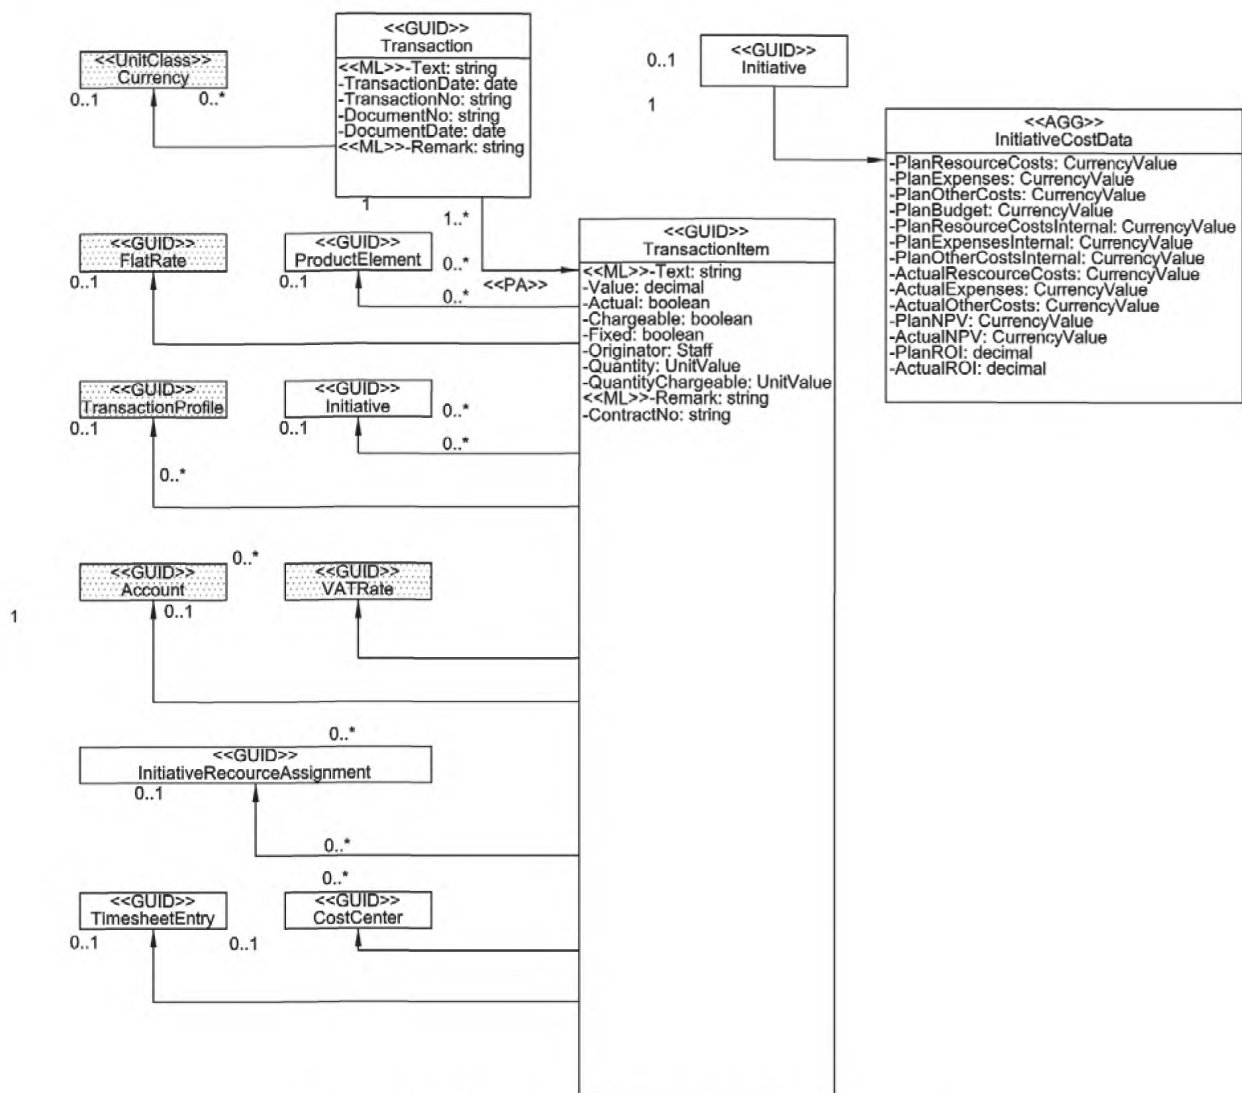 <<UnitClass>>
Currency
0..1
0..*
<<GUID>>
Transaction
<<ML>>-Text: string
-TransactionDate: date
-TransactionNo: string
-DocumentNo: string
-DocumentDate: date
<<ML>>-Remark: string
1
1..*
0..1
1
<<GUID>>
Initiative
<<AGG>>
InitiativeCostData
-PlanResourceCosts: CurrencyValue
-PlanExpenses: CurrencyValue
-PlanOtherCosts: CurrencyValue
-PlanBudget: CurrencyValue
-PlanResourceCostsInternal: CurrencyValue
-PlanExpensesInternal: CurrencyValue
-PlanOtherCostsInternal: CurrencyValue
-ActualRescourceCosts: CurrencyValue
-ActualExpenses: CurrencyValue
-ActualOtherCosts: CurrencyValue
-PlanNPV: CurrencyValue
-ActualNPV: CurrencyValue
-PlanROI: decimal
-ActualROI: decimal
<<GUID>>
FlatRate
0..1
<<GUID>>
ProductElement
0..1
0..*
0..*
<<PA>>
<<GUID>>
TransactionItem
<<ML>>-Text: string
-Value: decimal
-Actual: boolean
-Chargeable: boolean
-Fixed: boolean
-Originator: Staff
-Quantity: UnitValue
-QuantityChargeable: UnitValue
<<ML>>-Remark: string
-ContractNo: string
<<GUID>>
TransactionProfile
0..1
0..*
<<GUID>>
Initiative
0..1
0..*
0..*
0..*
<<GUID>>
Account
0..1
<<GUID>>
VATRate
1
0..*
<<GUID>>
InitiativeRecourceAssignment
0..1
0..*
0..*
<<GUID>>
TimesheetEntry
0..1
0..1
<<GUID>>
CostCenter